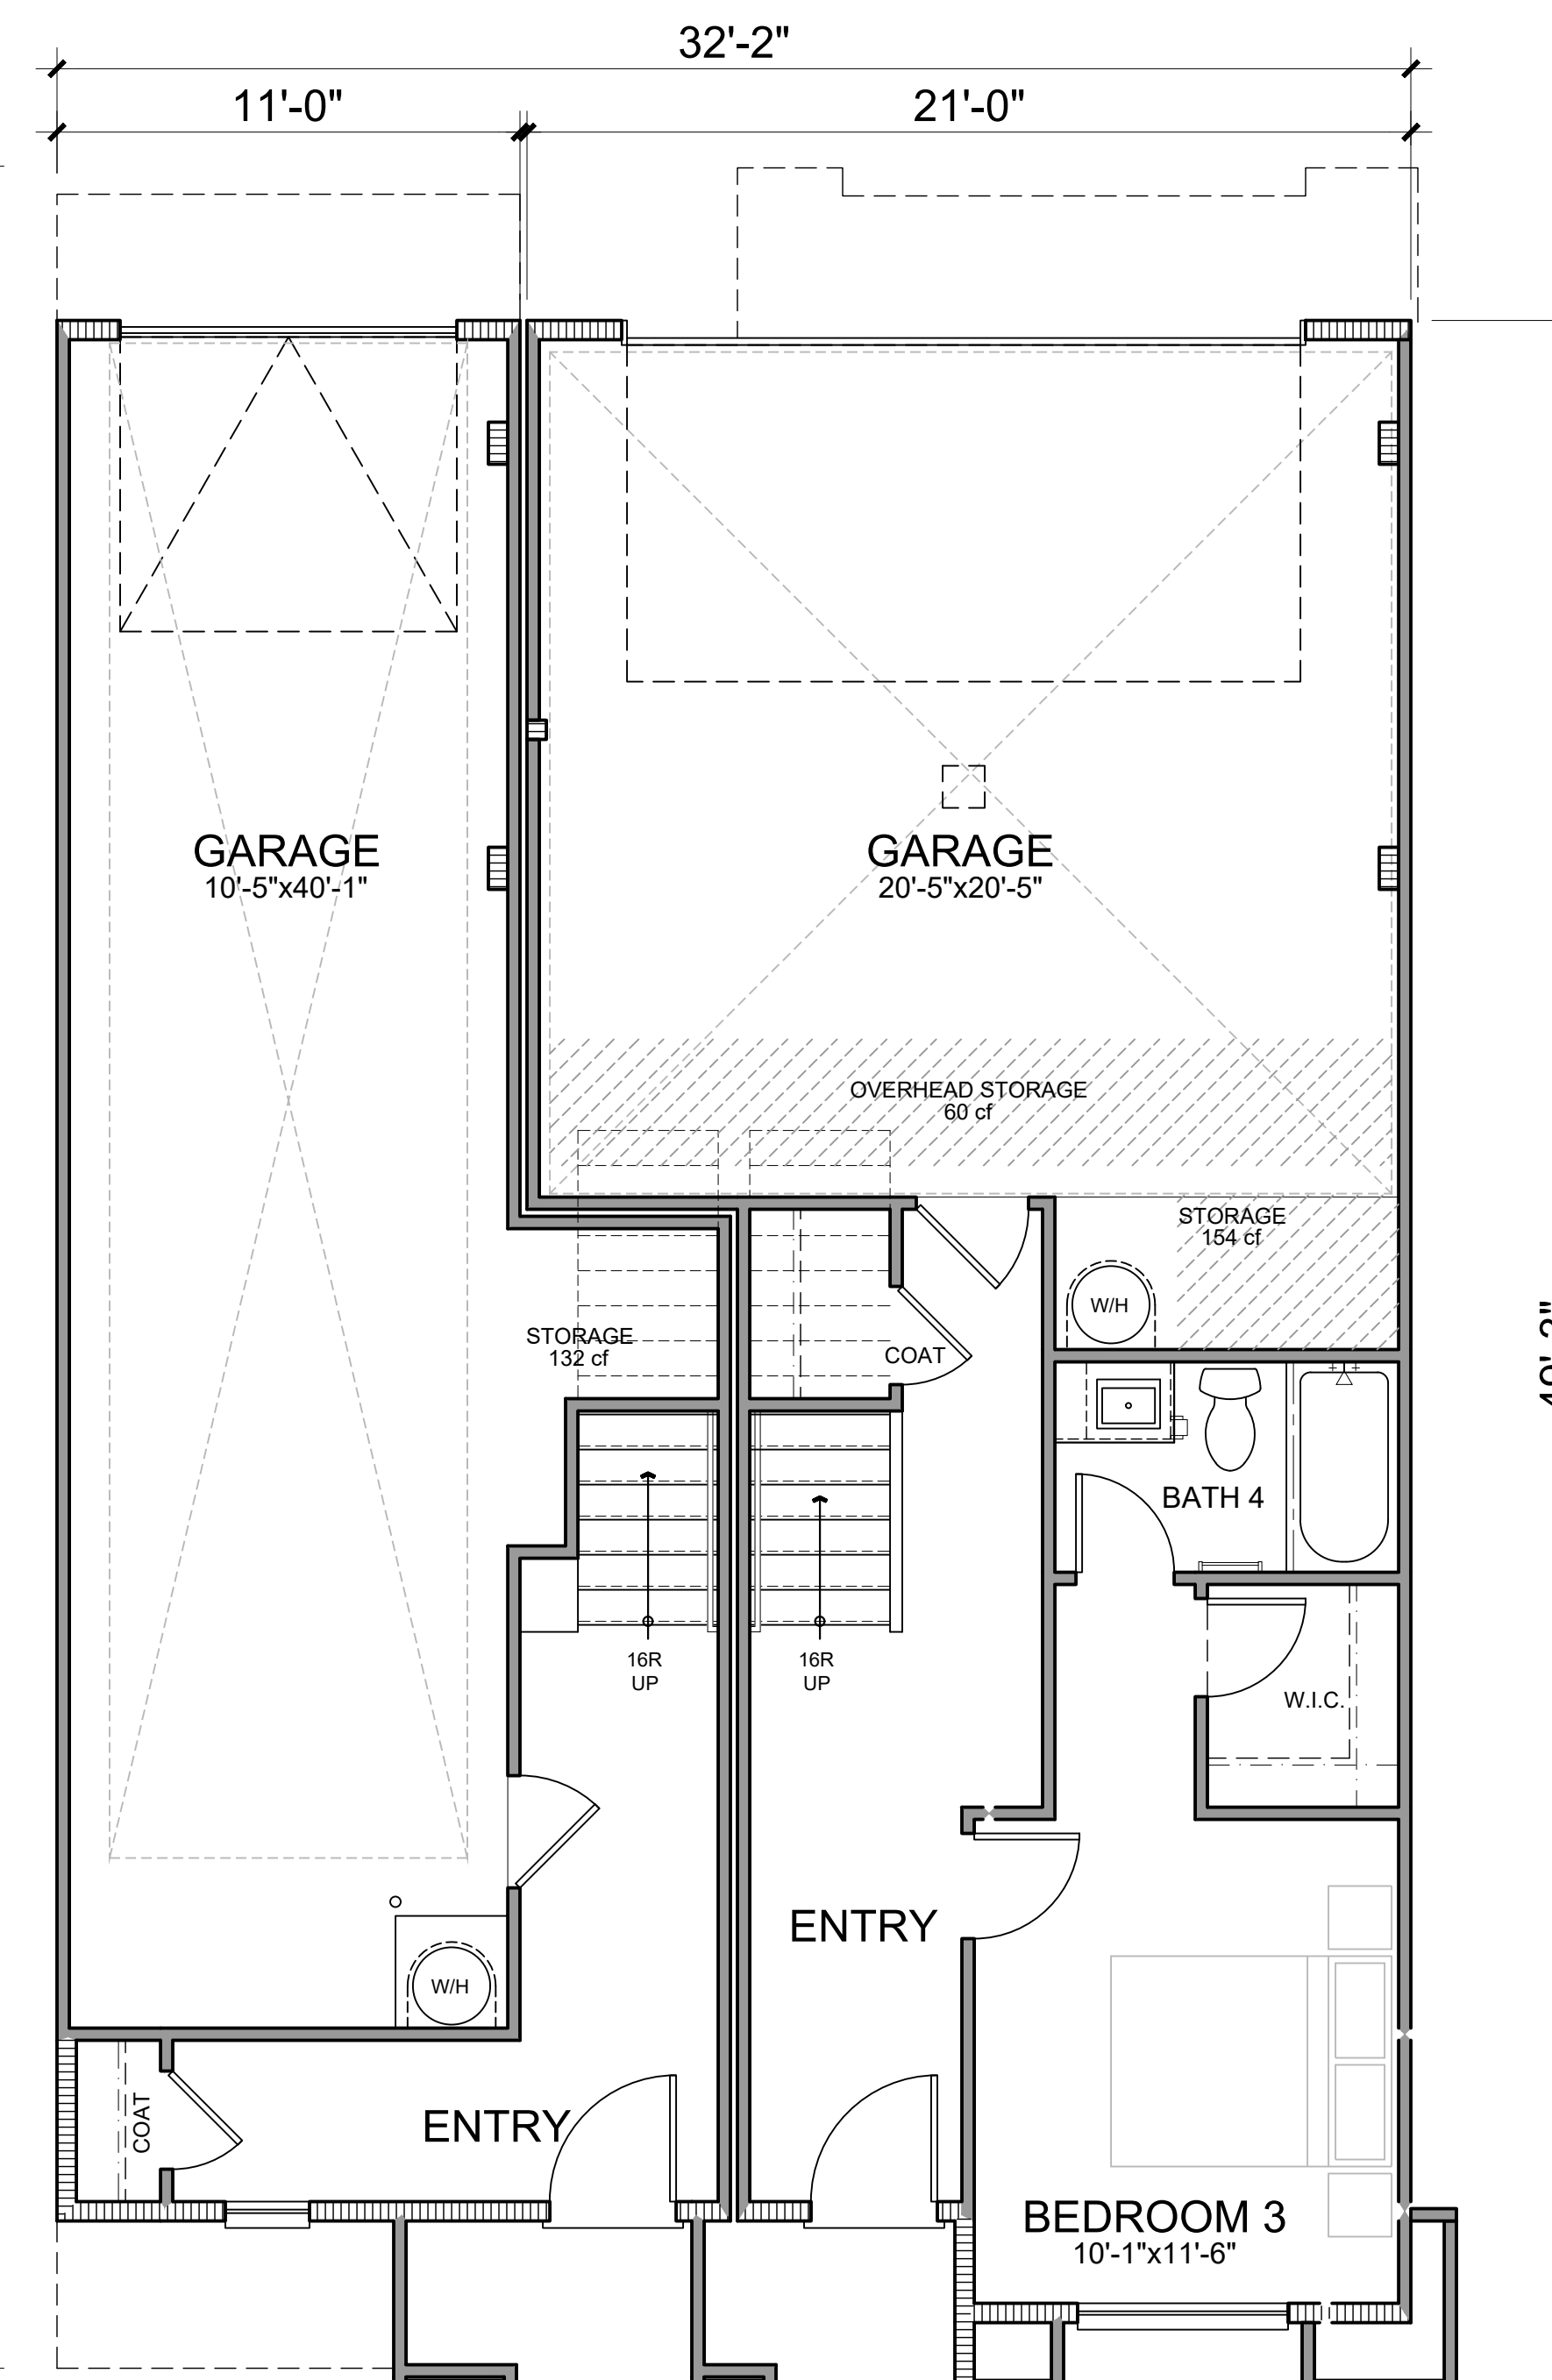 32'-2"
11'-0"
21'-0"
GARAGE
10'-5"x40'-1"
GARAGE
20'-5"x20'-5"
OVERHEAD STORAGE
60 cf
STORAGE
154 cf
W/H
STORAGE
132 cf
COAT
BATH 4
16R
UP
16R
UP
W.I.C.
ENTRY
W/H
COAT
ENTRY
BEDROOM 3
10'-1"x11'-6"